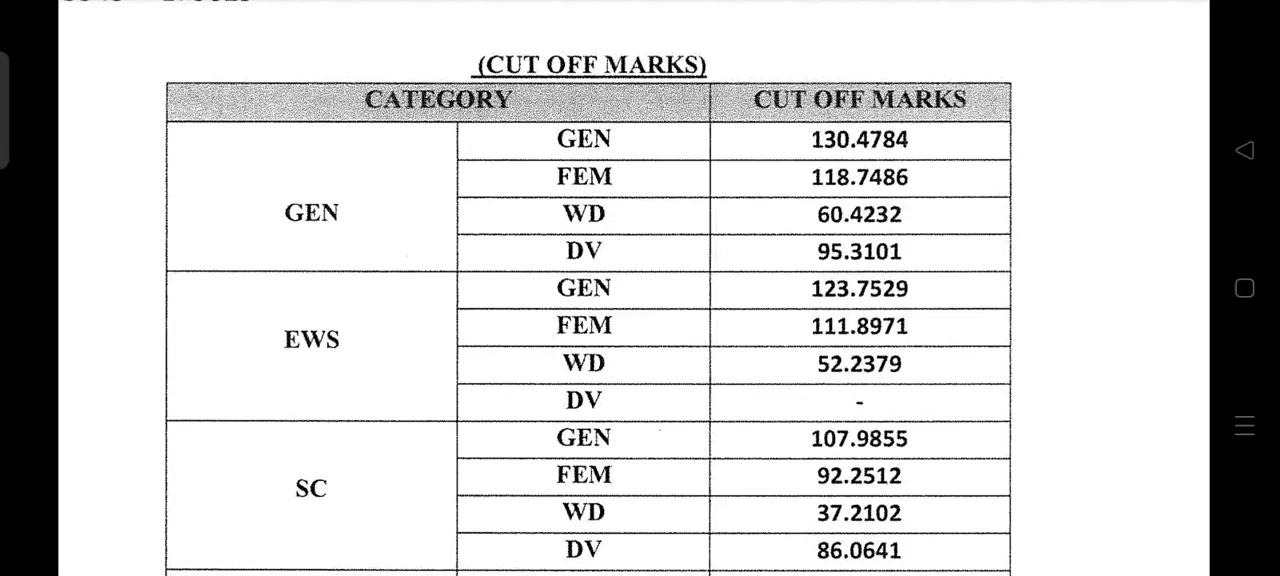 (CUT OFF MARKS)
CATEGORY CUT OFF MARKS
GEN GEN 130.4784
FEM 118.7486
WD 60.4232
DV 95.3101
EWS GEN 123.7529
FEM 111.8971
WD 52.2379
DV -
SC GEN 107.9855
FEM 92.2512
WD 37.2102
DV 86.0641